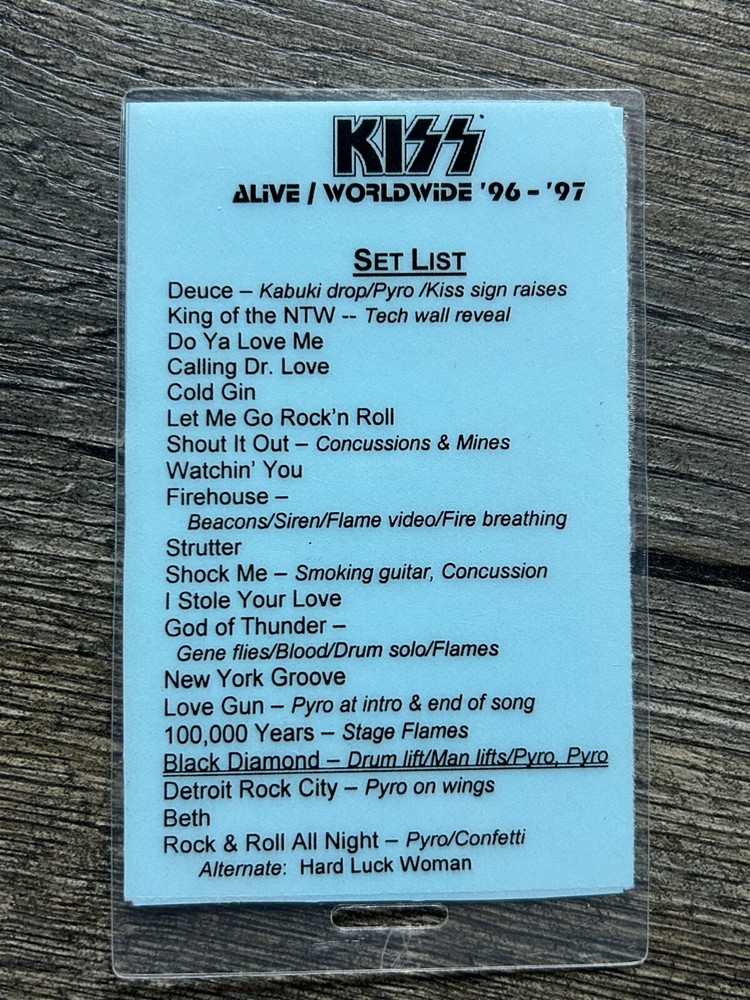 KISS
ALiVE / WORLDWiDE '96 - '97
SET LIST
Deuce – Kabuki drop/Pyro /Kiss sign raises
King of the NTW -- Tech wall reveal
Do Ya Love Me
Calling Dr. Love
Cold Gin
Let Me Go Rock'n Roll
Shout It Out – Concussions & Mines
Watchin' You
Firehouse –
Beacons/Siren/Flame video/Fire breathing
Strutter
Shock Me – Smoking guitar, Concussion
I Stole Your Love
God of Thunder –
Gene flies/Blood/Drum solo/Flames
New York Groove
Love Gun – Pyro at intro & end of song
100,000 Years – Stage Flames
Black Diamond – Drum lift/Man lifts/Pyro, Pyro
Detroit Rock City – Pyro on wings
Beth
Rock & Roll All Night – Pyro/Confetti
Alternate: Hard Luck Woman